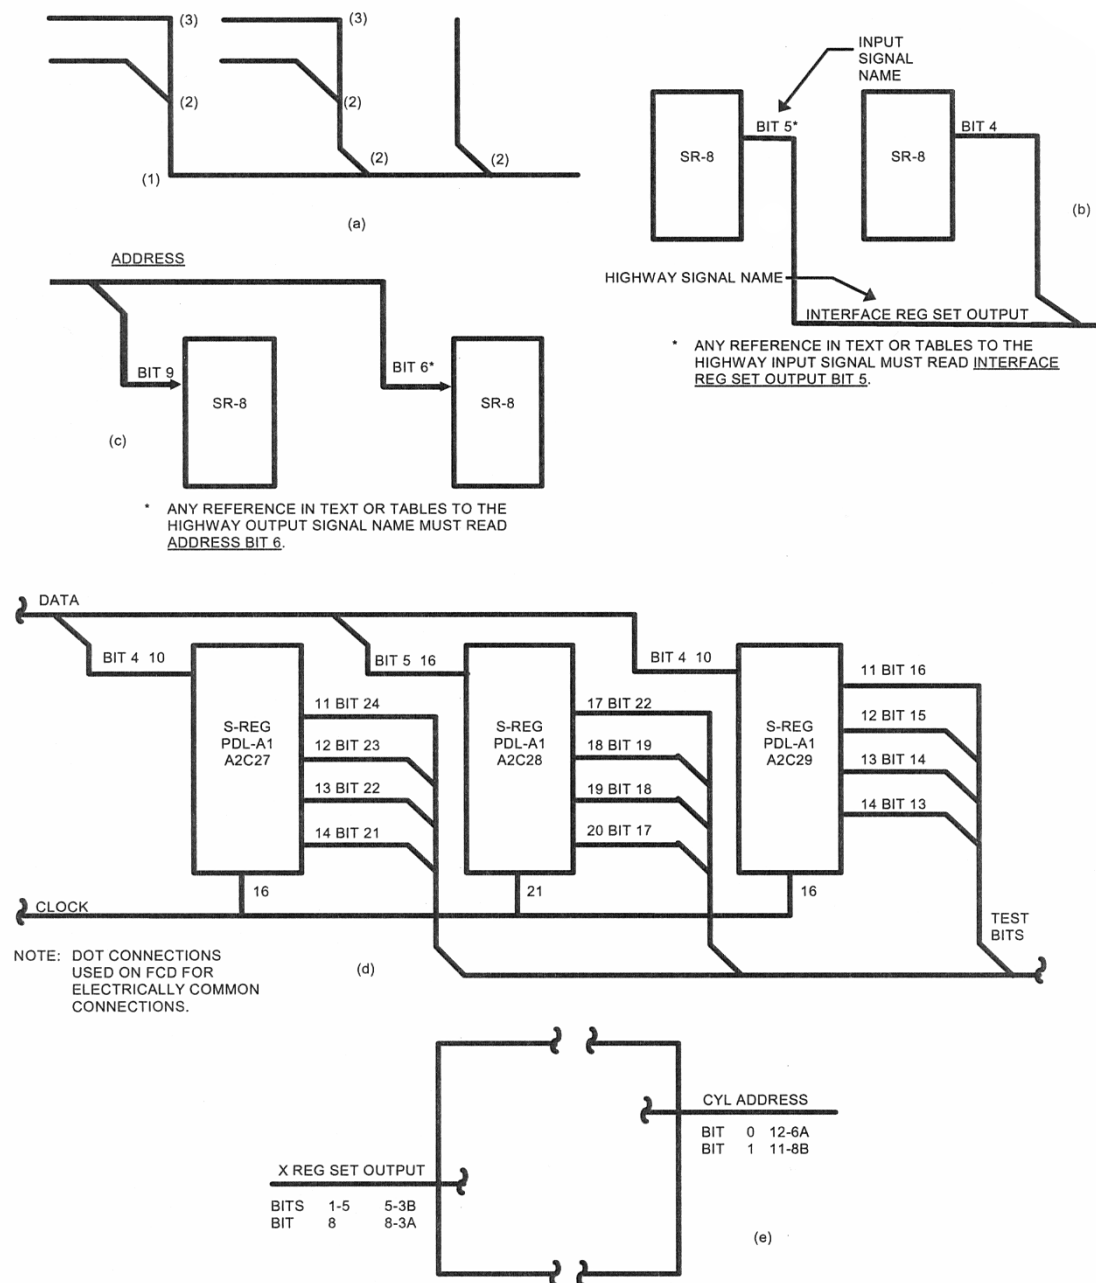 (3)
(3)
(2)
(2)
(2)
(2)
(1)
(a)
INPUT
SIGNAL
NAME
SR-8
BIT 5*
SR-8
BIT 4
(b)
HIGHWAY SIGNAL NAME
INTERFACE REG SET OUTPUT
* ANY REFERENCE IN TEXT OR TABLES TO THE
HIGHWAY INPUT SIGNAL MUST READ INTERFACE
REG SET OUTPUT BIT 5.
ADDRESS
BIT 9
SR-8
BIT 6*
SR-8
(c)
* ANY REFERENCE IN TEXT OR TABLES TO THE
HIGHWAY OUTPUT SIGNAL NAME MUST READ
ADDRESS BIT 6.
DATA
BIT 4 10
S-REG
PDL-A1
A2C27
11 BIT 24
12 BIT 23
13 BIT 22
14 BIT 21
16
BIT 5 16
S-REG
PDL-A1
A2C28
17 BIT 22
18 BIT 19
19 BIT 18
20 BIT 17
21
BIT 4 10
S-REG
PDL-A1
A2C29
11 BIT 16
12 BIT 15
13 BIT 14
14 BIT 13
16
CLOCK
TEST
BITS
NOTE: DOT CONNECTIONS
USED ON FCD FOR
ELECTRICALLY COMMON
CONNECTIONS.
(d)
CYL ADDRESS
BIT 0 12-6A
BIT 1 11-8B
X REG SET OUTPUT
BITS 1-5 5-3B
BIT 8 8-3A
(e)